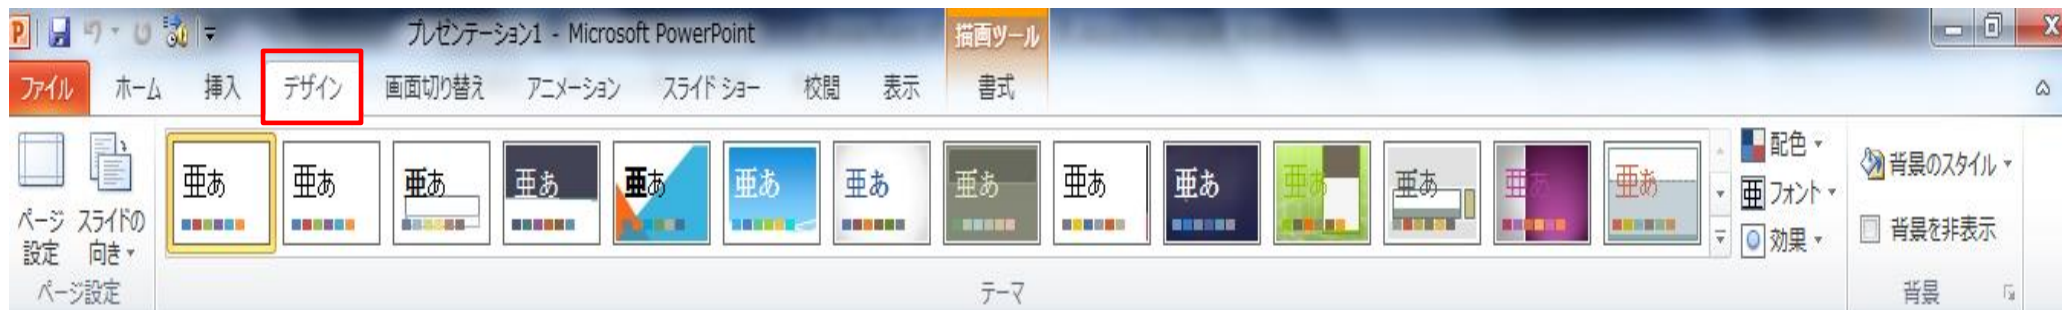 プレゼンテーション1 - Microsoft PowerPoint
描画ツール
ファイル ホーム 挿入 デザイン 画面切り替え アニメーション スライド ショー 校閲 表示 書式
ページ設定
スライドの向き
亜あ 亜あ 亜あ 亜あ 亜あ 亜あ 亜あ 亜あ 亜あ 亜あ 亜あ 亜あ 亜あ 亜あ
配色
フォント
効果
背景のスタイル
背景を非表示
ページ設定 テーマ 背景